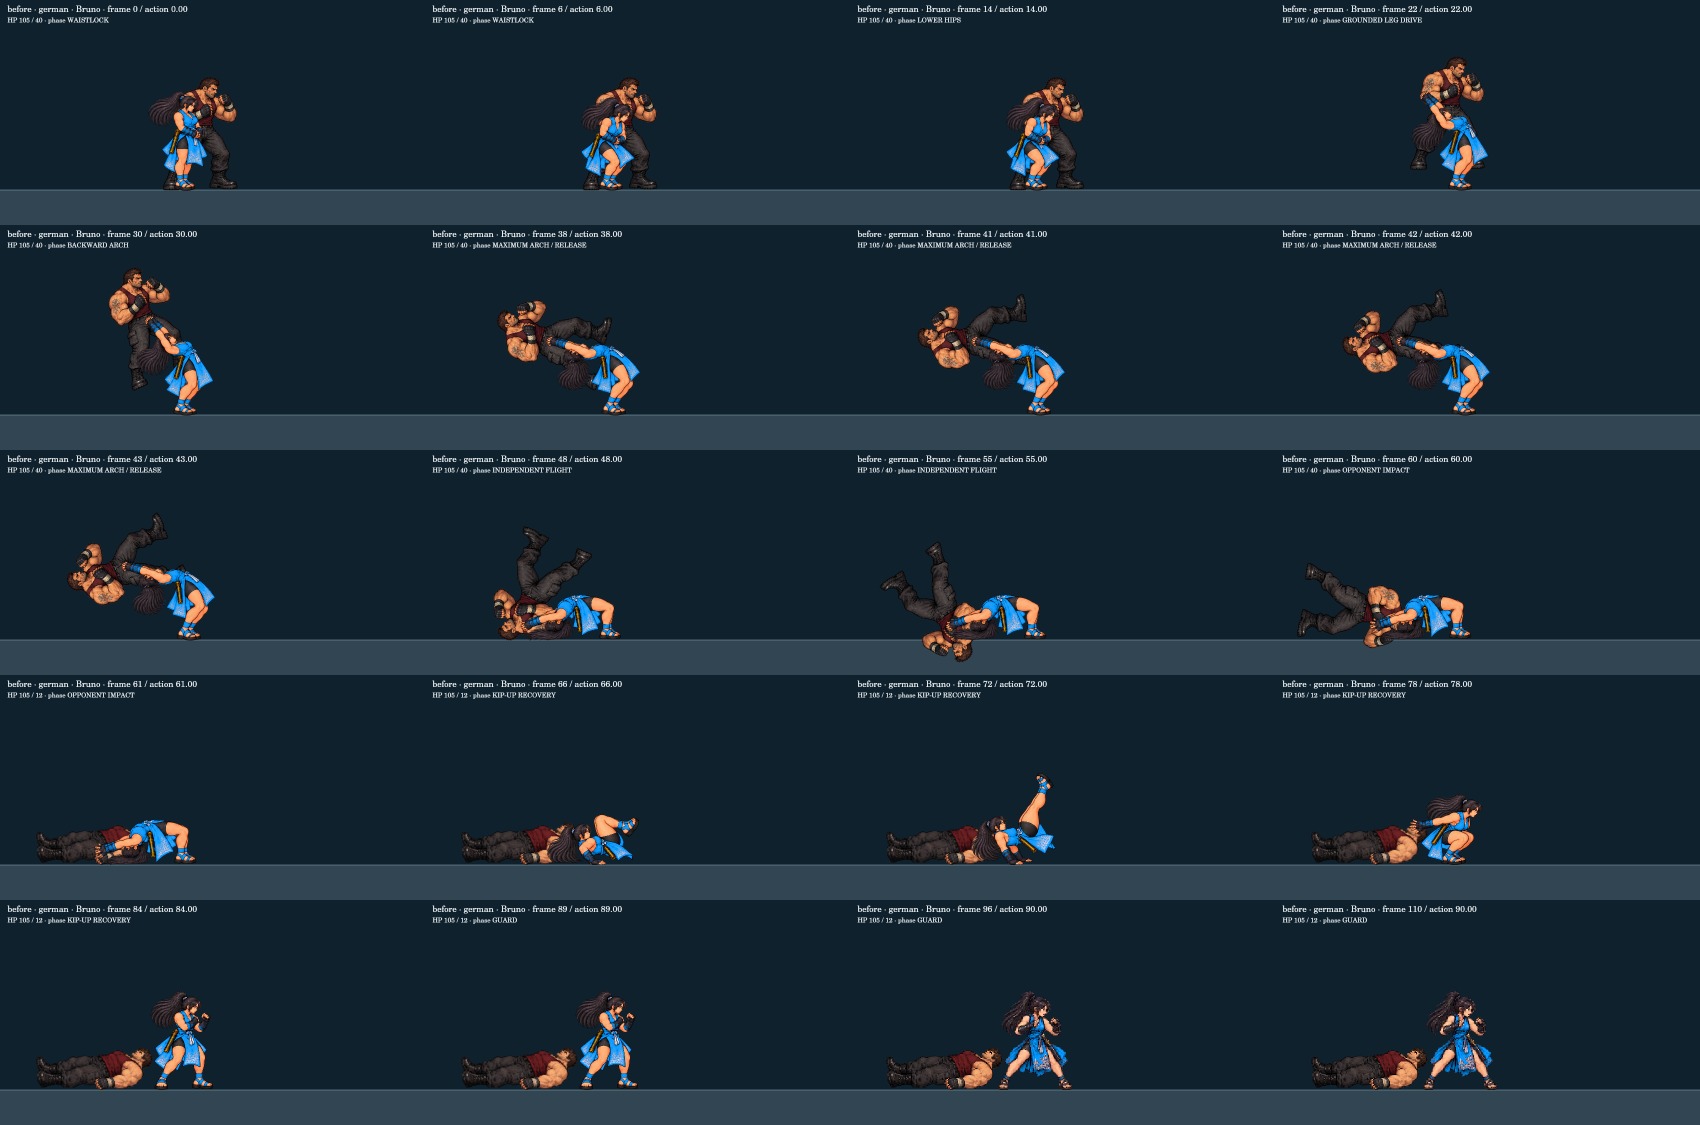 before - german - Bruno - frame 0 / action 0.00
HP 105 / 40 - phase WAISTLOCK
before - german - Bruno - frame 6 / action 6.00
HP 105 / 40 - phase WAISTLOCK
before - german - Bruno - frame 14 / action 14.00
HP 105 / 40 - phase LOWER HIPS
before - german - Bruno - frame 22 / action 22.00
HP 105 / 40 - phase GROUNDED LEG DRIVE
before - german - Bruno - frame 30 / action 30.00
HP 105 / 40 - phase BACKWARD ARCH
before - german - Bruno - frame 38 / action 38.00
HP 105 / 40 - phase MAXIMUM ARCH / RELEASE
before - german - Bruno - frame 41 / action 41.00
HP 105 / 40 - phase MAXIMUM ARCH / RELEASE
before - german - Bruno - frame 42 / action 42.00
HP 105 / 40 - phase MAXIMUM ARCH / RELEASE
before - german - Bruno - frame 43 / action 43.00
HP 105 / 40 - phase MAXIMUM ARCH / RELEASE
before - german - Bruno - frame 48 / action 48.00
HP 105 / 40 - phase INDEPENDENT FLIGHT
before - german - Bruno - frame 55 / action 55.00
HP 105 / 40 - phase INDEPENDENT FLIGHT
before - german - Bruno - frame 60 / action 60.00
HP 105 / 40 - phase OPPONENT IMPACT
before - german - Bruno - frame 61 / action 61.00
HP 105 / 12 - phase OPPONENT IMPACT
before - german - Bruno - frame 66 / action 66.00
HP 105 / 12 - phase KIP-UP RECOVERY
before - german - Bruno - frame 72 / action 72.00
HP 105 / 12 - phase KIP-UP RECOVERY
before - german - Bruno - frame 78 / action 78.00
HP 105 / 12 - phase KIP-UP RECOVERY
before - german - Bruno - frame 84 / action 84.00
HP 105 / 12 - phase KIP-UP RECOVERY
before - german - Bruno - frame 89 / action 89.00
HP 105 / 12 - phase GUARD
before - german - Bruno - frame 96 / action 90.00
HP 105 / 12 - phase GUARD
before - german - Bruno - frame 110 / action 90.00
HP 105 / 12 - phase GUARD